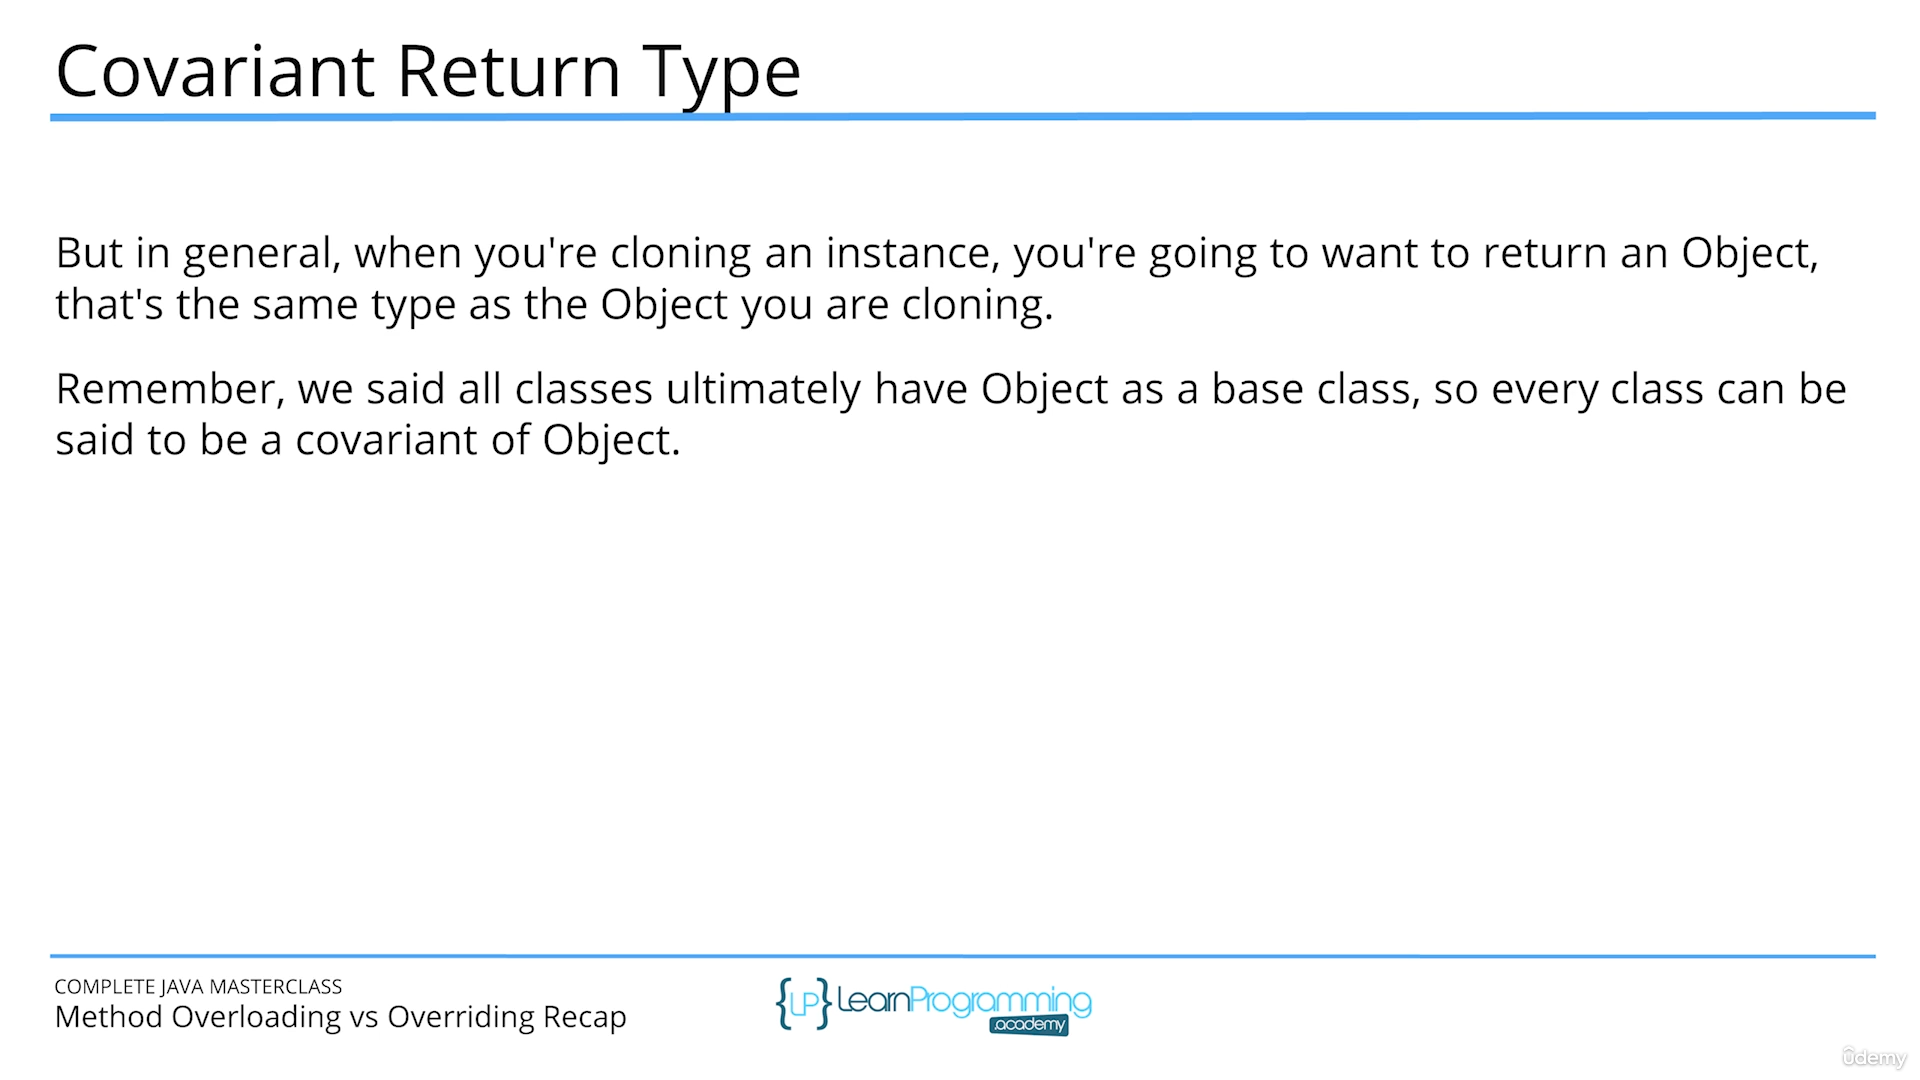 Covariant Return Type
But in general, when you're cloning an instance, you're going to want to return an Object,
that's the same type as the Object you are cloning.
Remember, we said all classes ultimately have Object as a base class, so every class can be
said to be a covariant of Object.
COMPLETE JAVA MASTERCLASS
Method Overloading vs Overriding Recap
{LP} LearnProgramming
.academy
ûdemy